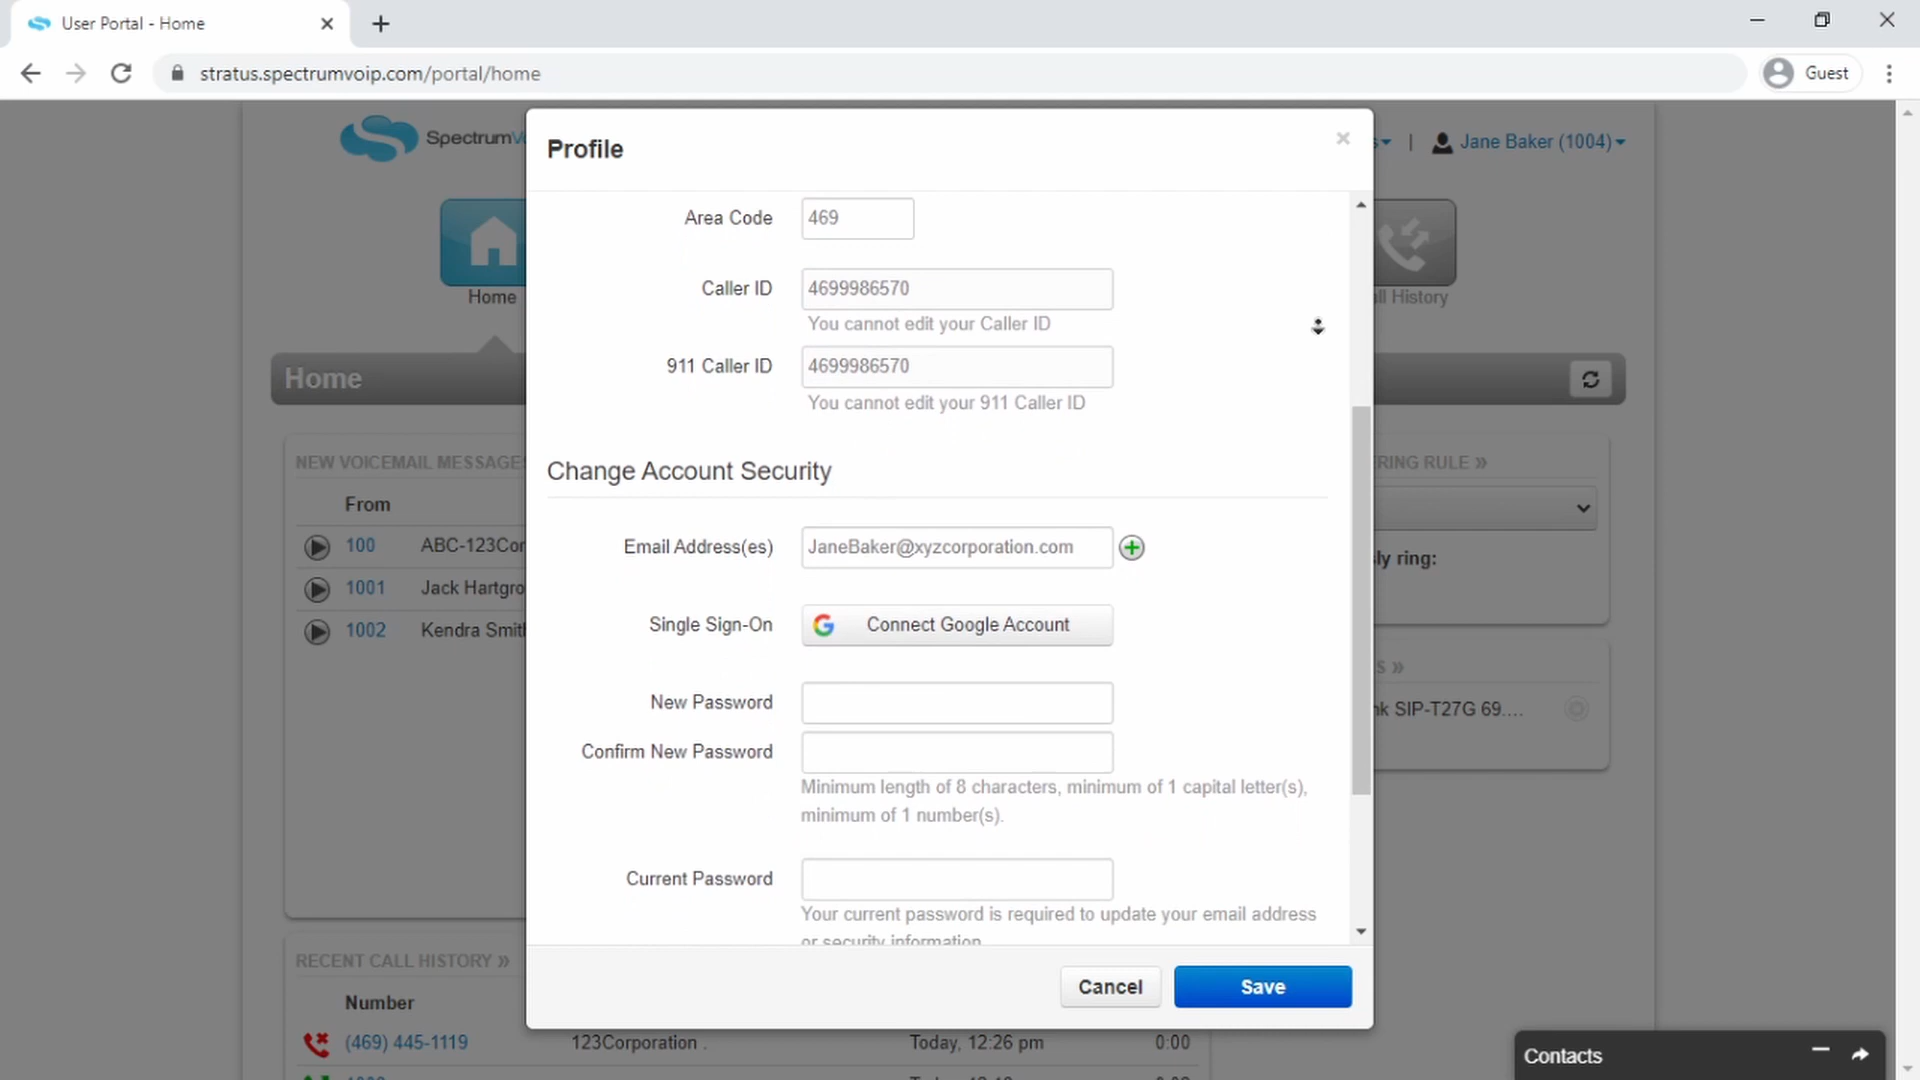 User Portal - Home
stratus.spectrumvoip.com/portal/home
Guest
SpectrumV
Profile
Jane Baker (1004)
Area Code 469
Home
Caller ID 4699986570
You cannot edit your Caller ID
911 Caller ID 4699986570
You cannot edit your 911 Caller ID
ll History
Home
Change Account Security
NEW VOICEMAIL MESSAGES
From
100 ABC-123Cor
1001 Jack Hartgro
1002 Kendra Smith
Email Address(es) JaneBaker@xyzcorporation.com
Single Sign-On Connect Google Account
New Password
Confirm New Password
Minimum length of 8 characters, minimum of 1 capital letter(s),
minimum of 1 number(s).
Current Password
Your current password is required to update your email address
or security information
Cancel Save
ERING RULE »
ly ring:
S »
nk SIP-T27G 69....
RECENT CALL HISTORY »
Number
(469) 445-1119 123Corporation . Today, 12:26 pm 0:00
Contacts